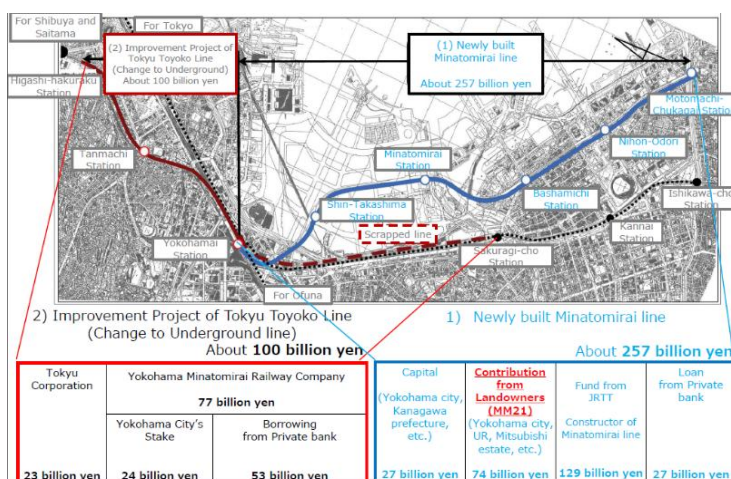 For Shibuya and
Saitama
For Tokyo
(2) Improvement Project of
Tokyu Toyoko Line
(Change to Underground)
About 100 billion yen
(1) Newly built
Minatomirai line
About 257 billion yen
Higashi-hakuraku
Station
Motomachi-
Chukagai Station
Tanmachi
Station
Nihon-Odori
Station
Minatomirai
Station
Bashamichi
Station
Ishikawa-cho
Station
Shin-Takashima
Station
Kannai
Station
Scrapped line
Yokohamai
Station
Sakuragi-cho
Station
For Ofuna
2) Improvement Project of Tokyu Toyoko Line
(Change to Underground line)
About 100 billion yen
1) Newly built Minatomirai line
About 257 billion yen
Tokyu
Corporation
23 billion yen
Yokohama Minatomirai Railway Company
77 billion yen
Yokohama City's
Stake
24 billion yen
Borrowing
from Private bank
53 billion yen
Capital
(Yokohama city,
Kanagawa
prefecture,
etc.)
27 billion yen
Contribution
from
Landowners
(MM21)
(Yokohama city,
UR, Mitsubishi
estate, etc.)
74 billion yen
Fund from
JRTT
Constructor of
Minatomirai line
129 billion yen
Loan
from Private
bank
27 billion yen